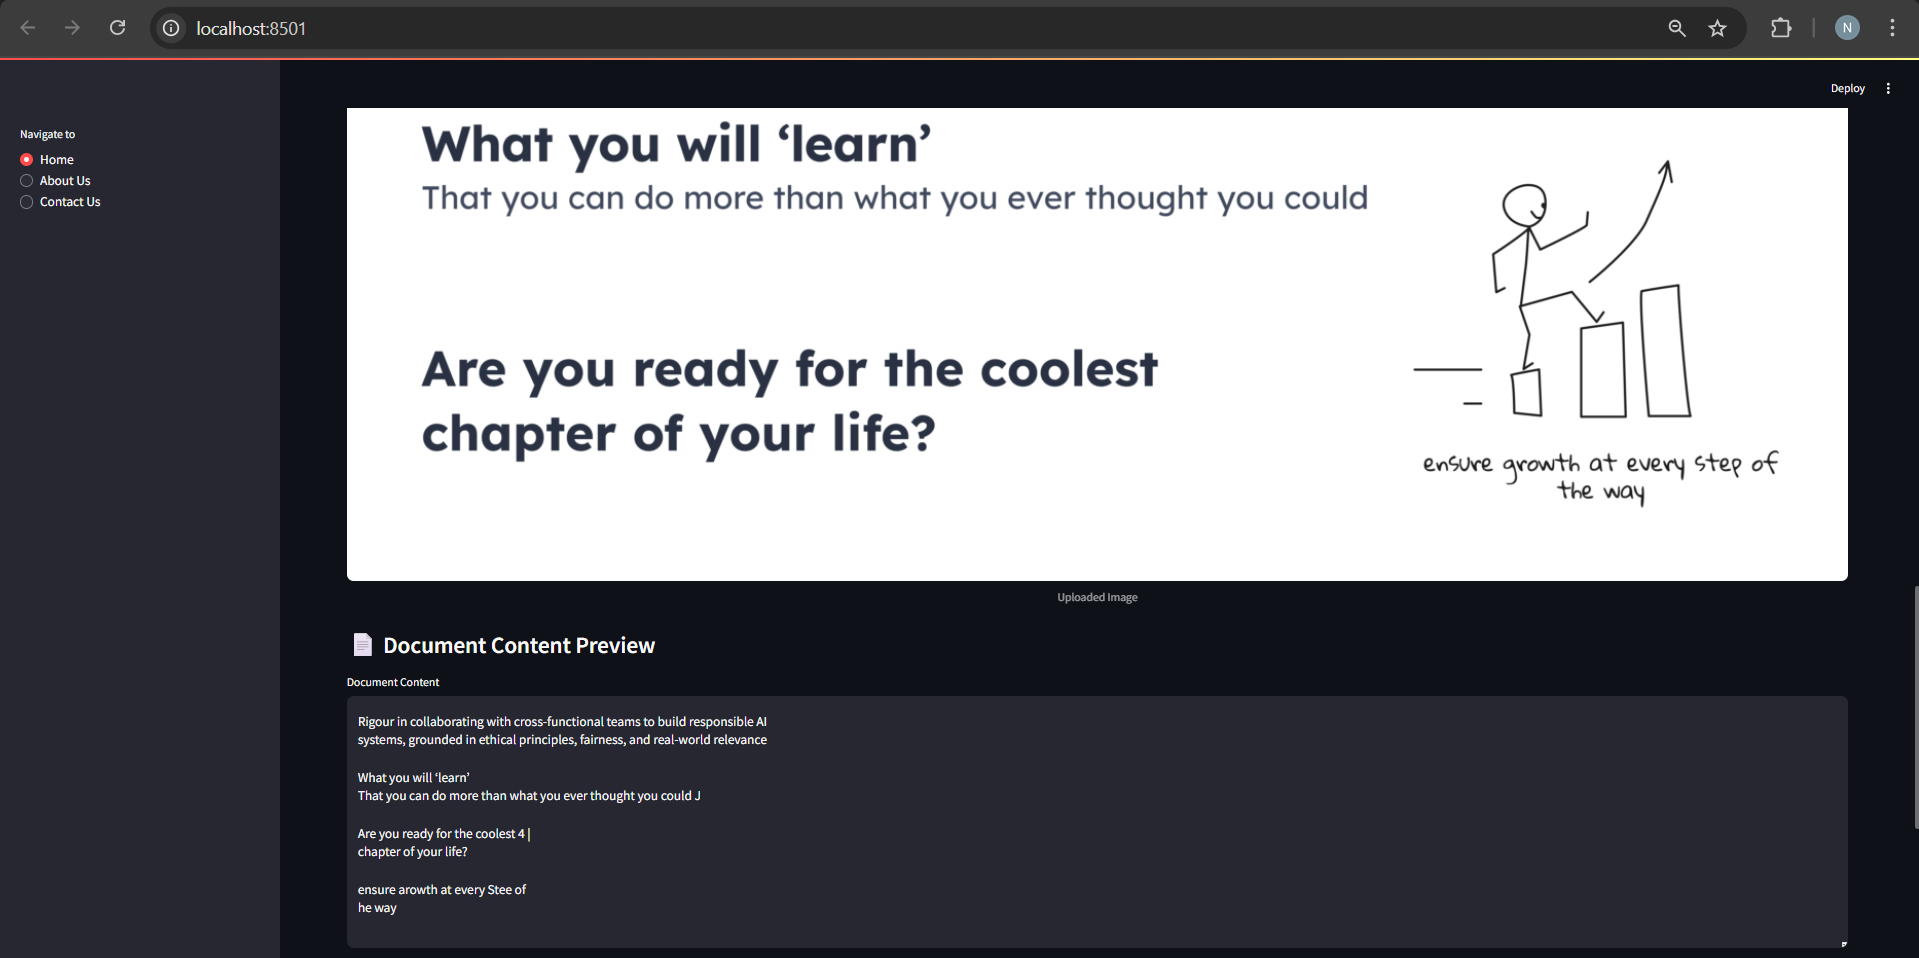 localhost:8501
N
Deploy
Navigate to
Home
About Us
Contact Us
What you will ‘learn’
That you can do more than what you ever thought you could
Are you ready for the coolest
chapter of your life?
ensure growth at every step of
the way
Uploaded Image
Document Content Preview
Document Content
Rigour in collaborating with cross-functional teams to build responsible AI
systems, grounded in ethical principles, fairness, and real-world relevance
What you will ‘learn’
That you can do more than what you ever thought you could J
Are you ready for the coolest 4 |
chapter of your life?
ensure arowth at every Stee of
he way